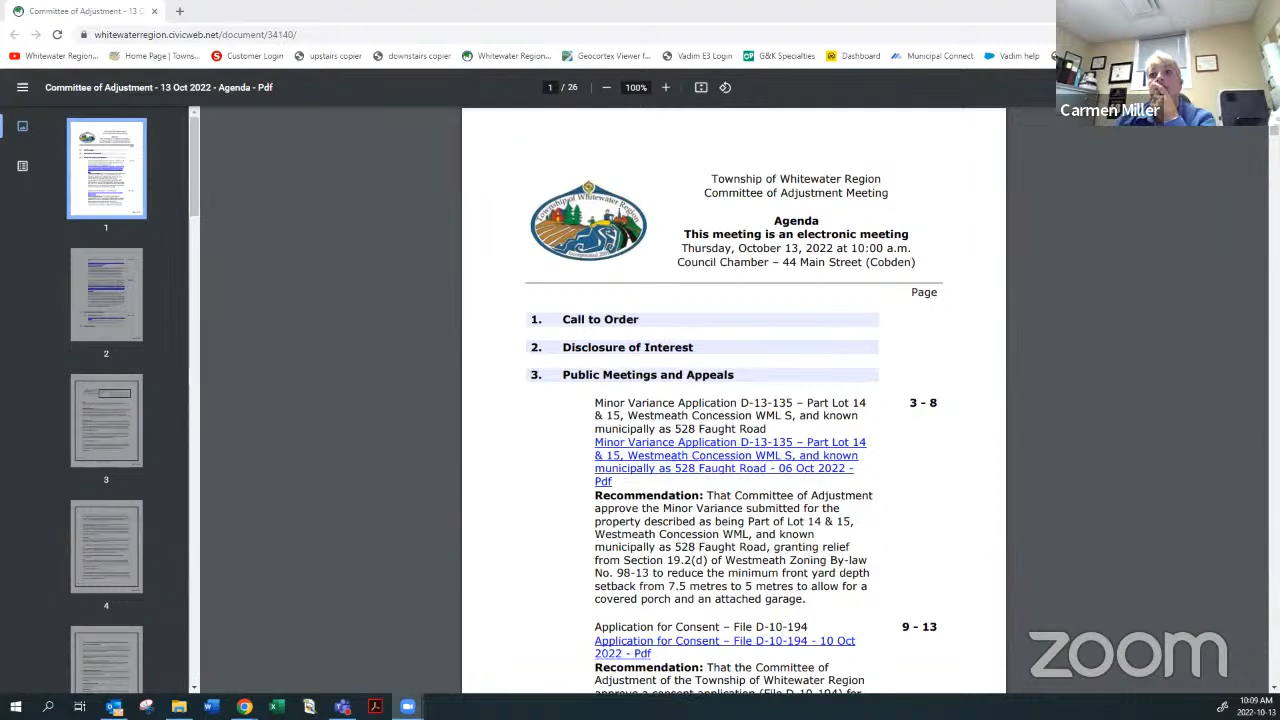 Committee of Adjustment - 13 Oct
whitewaterregion.civicweb.net/document/34140/
Whitewater Region... Home Page | Towns... Customer Login upstairs copier downstairs copier Whitewater Region... Geocortex Viewer f... Vadim E3 Login G&K Specialties Dashboard Municipal Connect Vadim help
Committee of Adjustment - 13 Oct 2022 - Agenda - Pdf
1 / 26
100%
Carmen Miller
1
2
3
4
Township of Whitewater Region
Township of Whitewater Region
Committee of Adjustment Meeting
Agenda
This meeting is an electronic meeting
Thursday, October 13, 2022 at 10:00 a.m.
Council Chamber – 44 Main Street (Cobden)
Page
1. Call to Order
2. Disclosure of Interest
3. Public Meetings and Appeals
Minor Variance Application D-13-135 – Part Lot 14 3 - 8
& 15, Westmeath Concession WML S, and known
municipally as 528 Faught Road
Minor Variance Application D-13-135 – Part Lot 14
& 15, Westmeath Concession WML S, and known
municipally as 528 Faught Road - 06 Oct 2022 -
Pdf
Recommendation: That Committee of Adjustment
approve the Minor Variance submitted for the
property described as being Part of Lot 14 & 15,
Westmeath Concession WML, and known
municipally as 528 Faught Road, granting relief
from Section 19.2(d) of Westmeath Zoning By-law
No. 98-13 to reduce the minimum front yard depth
setback from 7.5 metres to 5 metres to allow for a
covered porch and an attached garage.
Application for Consent – File D-10-194 9 - 13
Application for Consent – File D-10-194 - 10 Oct
2022 - Pdf
Recommendation: That the Committee of
Adjustment of the Township of Whitewater Region
approve a consent application (File D-10-194) for
zoom
10:09 AM
2022-10-13